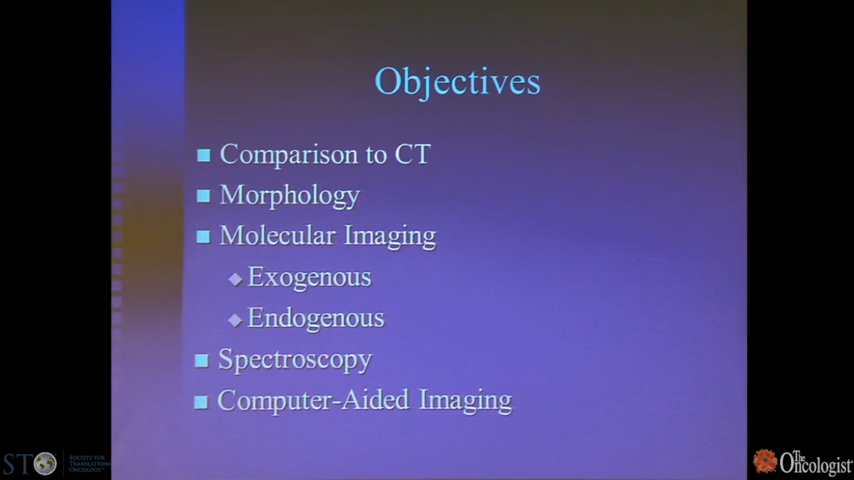 Objectives
Comparison to CT
Morphology
Molecular Imaging
Exogenous
Endogenous
Spectroscopy
Computer-Aided Imaging
STO
SOCIETY FOR
TRANSLATIONAL
ONCOLOGY
The
Oncologist